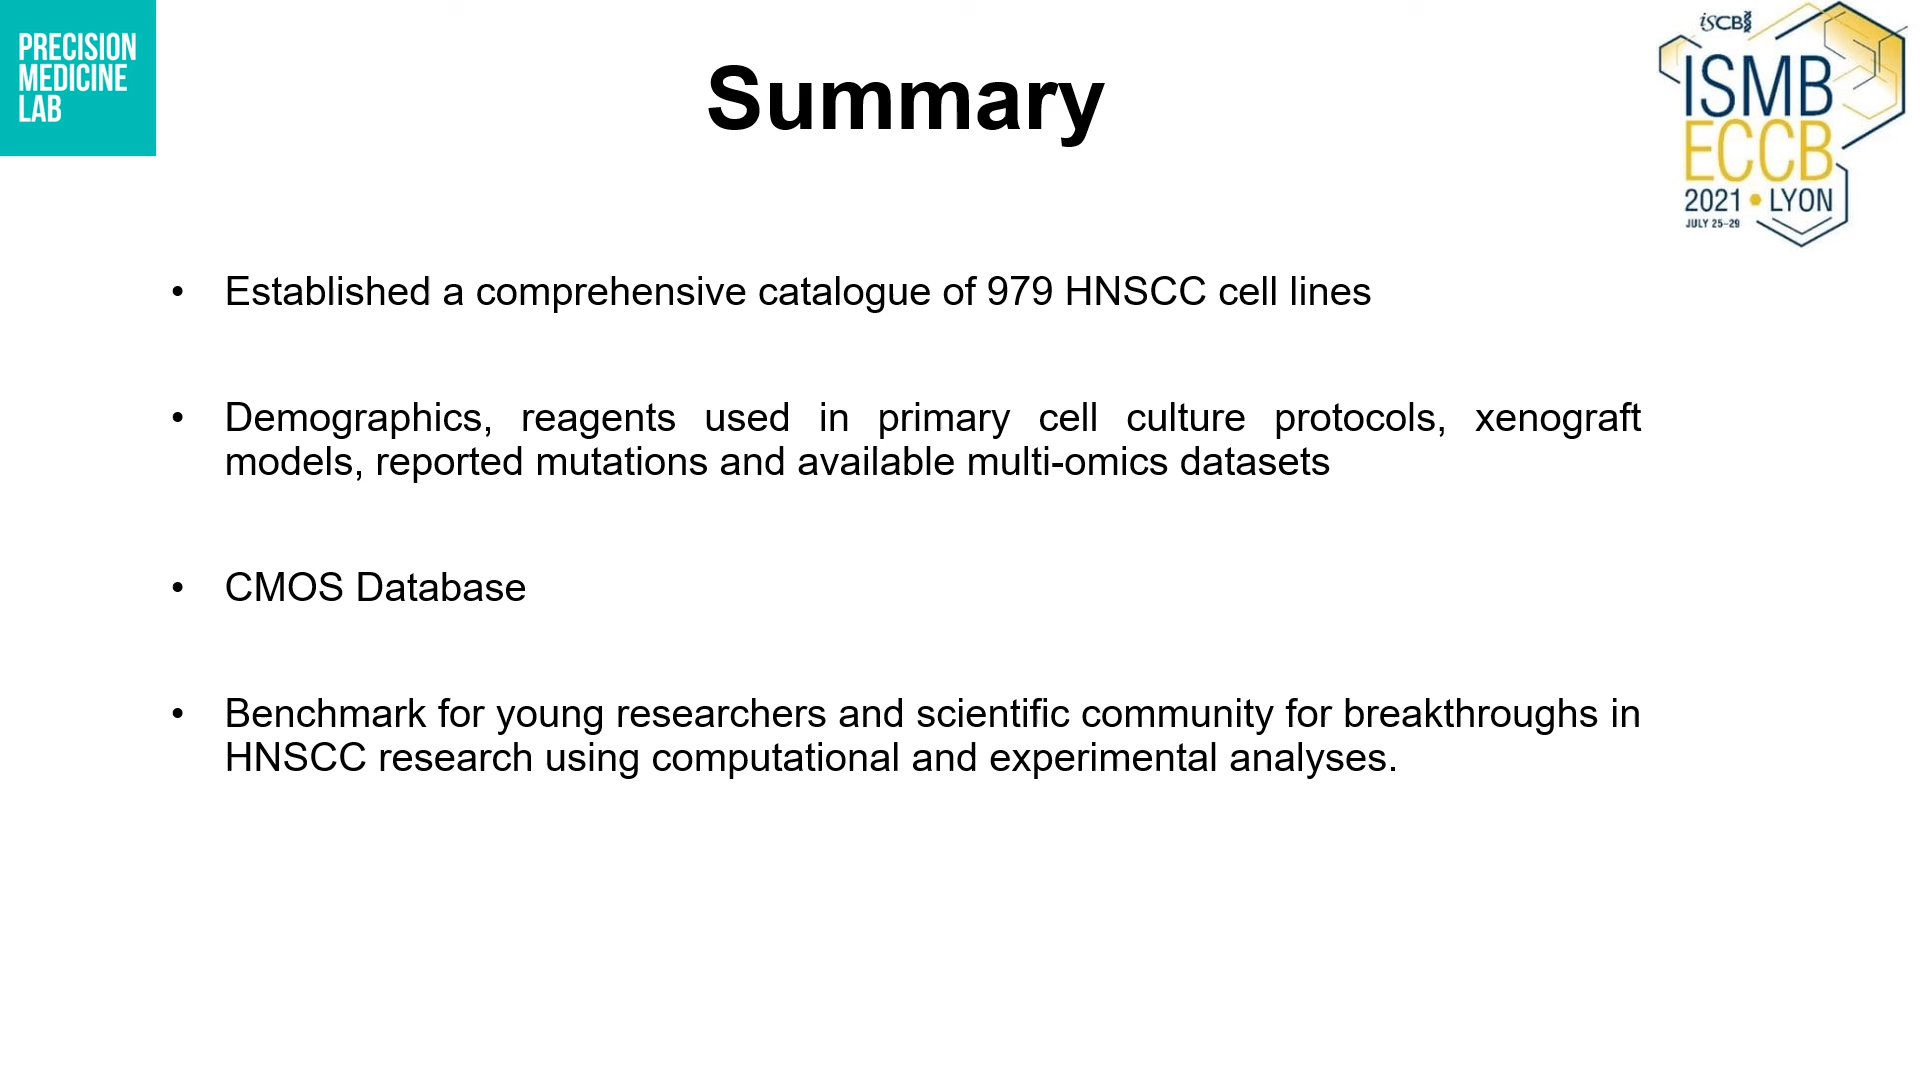 PRECISION
MEDICINE
LAB
Summary
iSCB
ISMB
ECCB
2021 • LYON
JULY 25-29
• Established a comprehensive catalogue of 979 HNSCC cell lines
• Demographics, reagents used in primary cell culture protocols, xenograft
models, reported mutations and available multi-omics datasets
• CMOS Database
• Benchmark for young researchers and scientific community for breakthroughs in
HNSCC research using computational and experimental analyses.